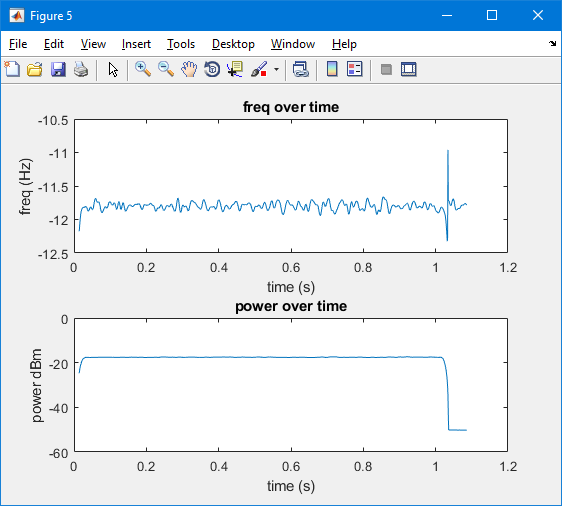 Figure 5
File Edit View Insert Tools Desktop Window Help
freq over time
freq (Hz)
-10.5
-11
-11.5
-12
-12.5
0 0.2 0.4 0.6 0.8 1 1.2
time (s)
power over time
power dBm
0
-20
-40
-60
0 0.2 0.4 0.6 0.8 1 1.2
time (s)